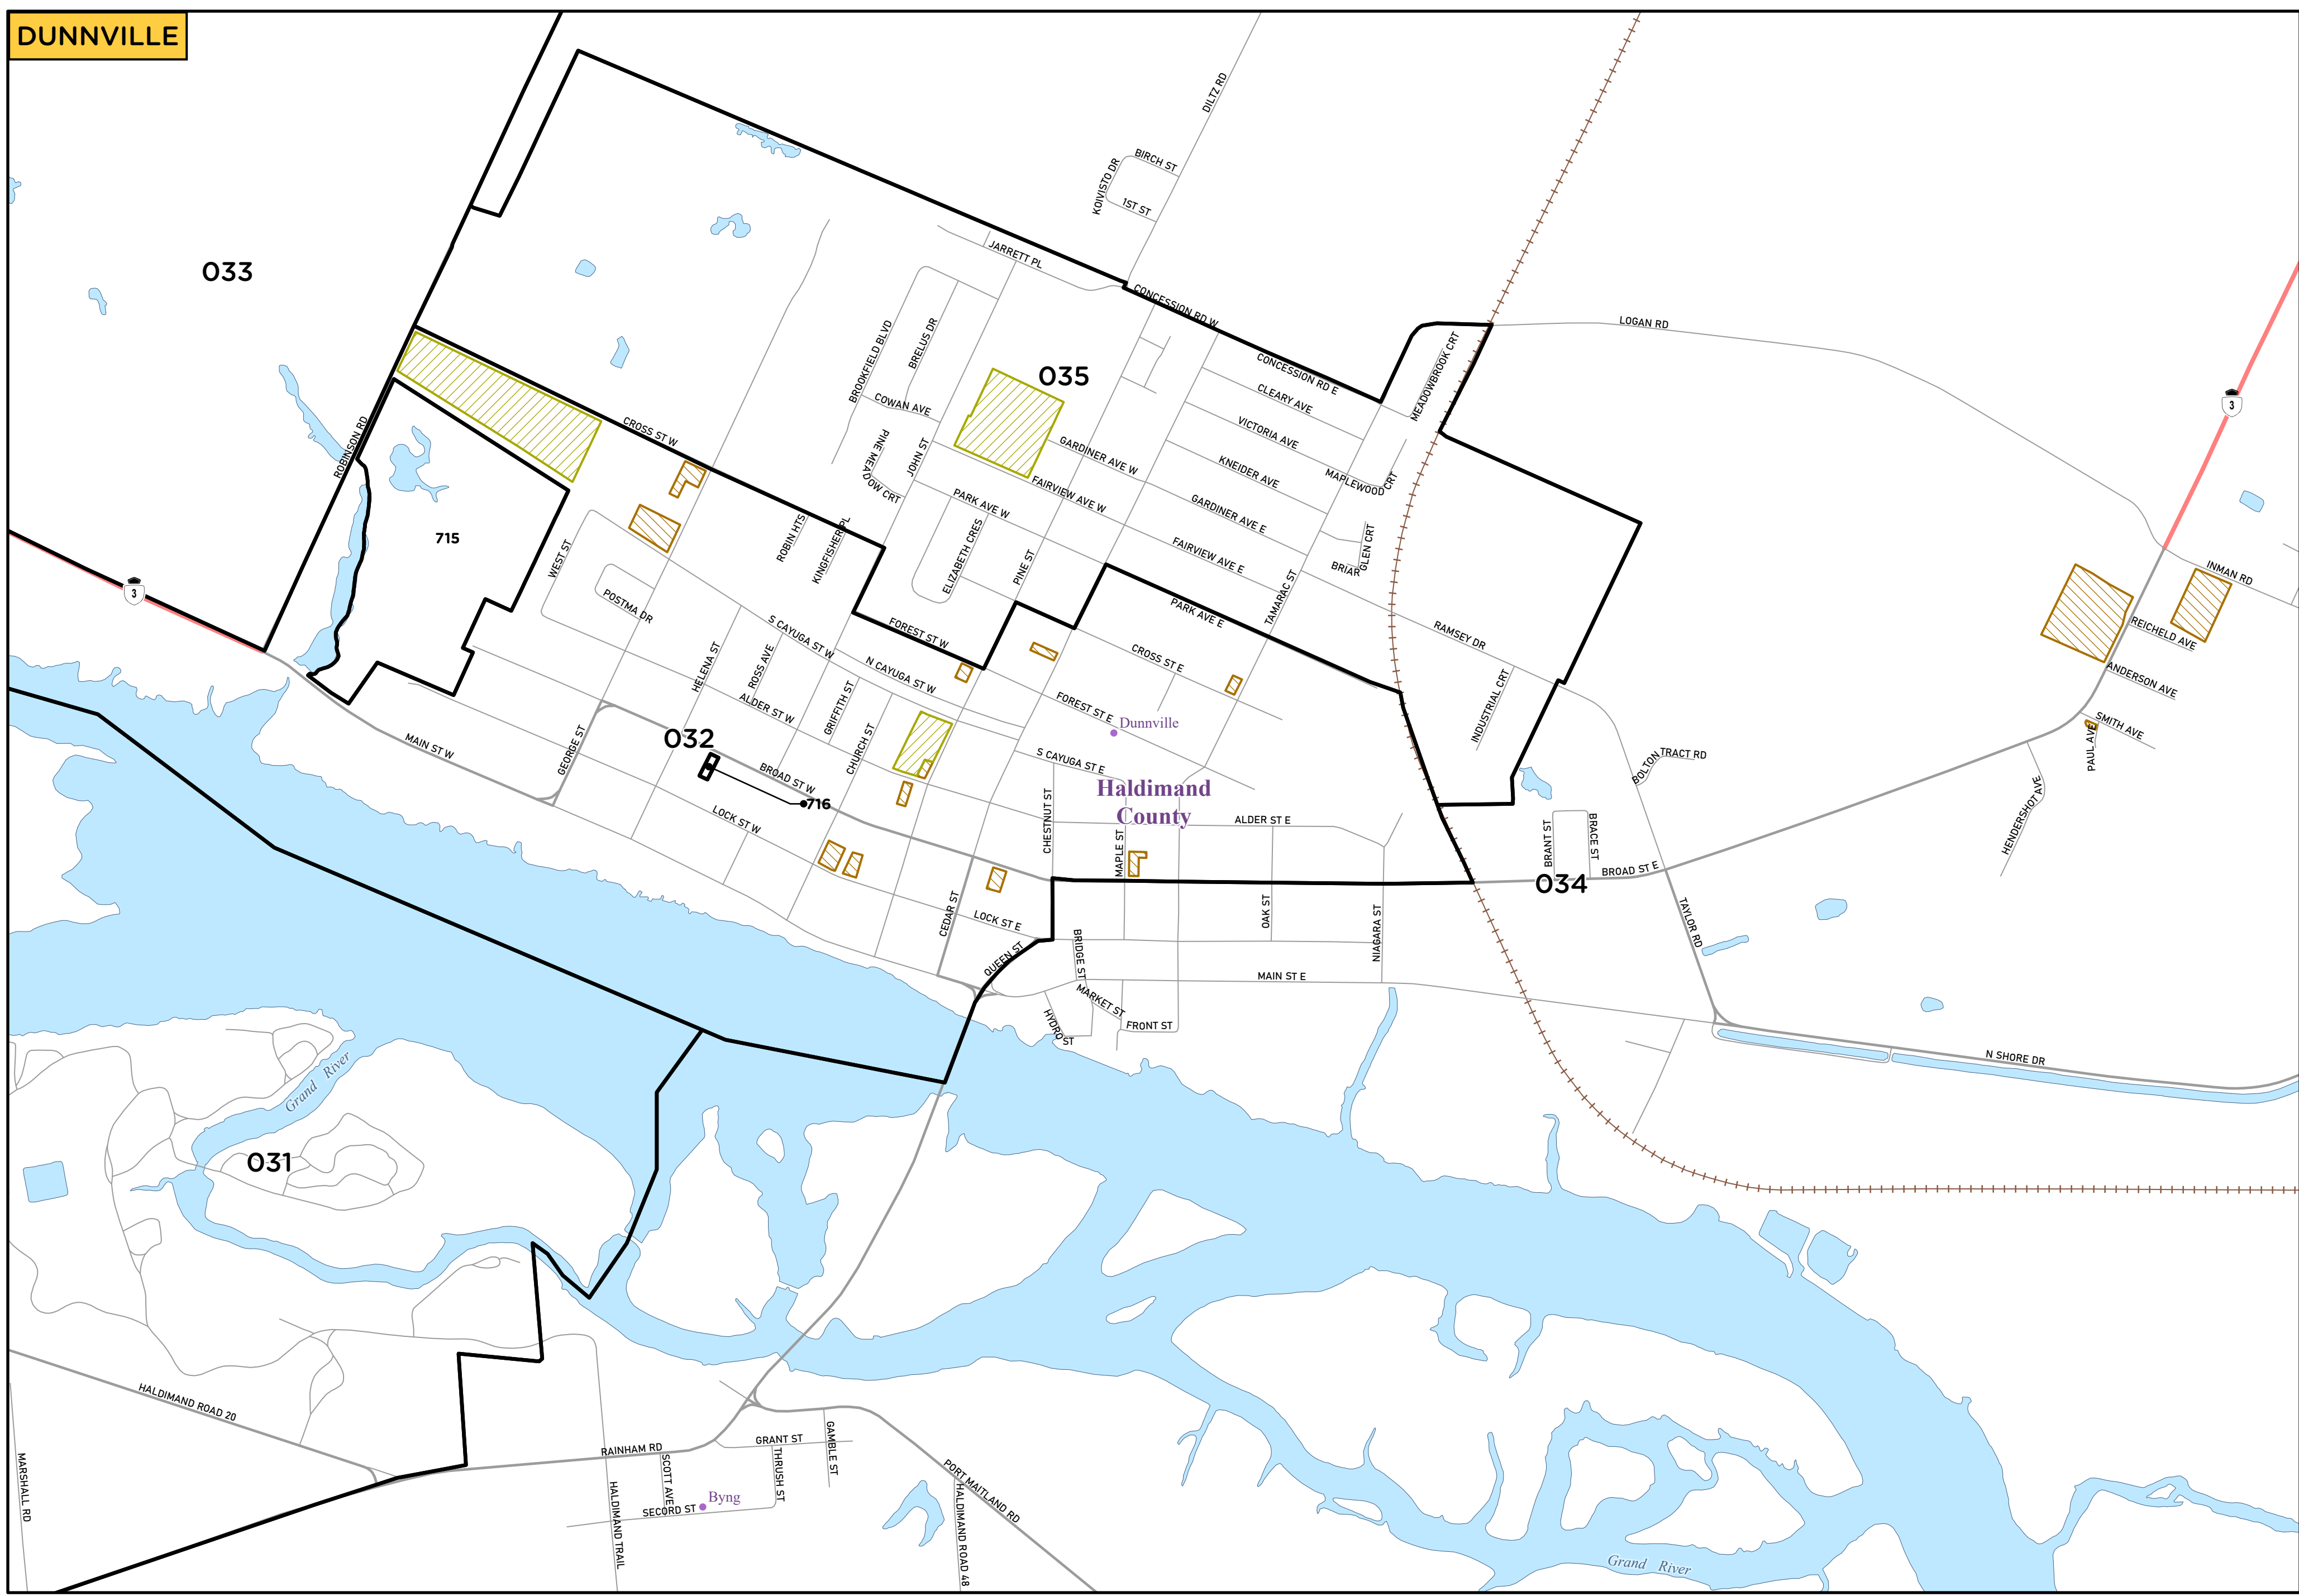 DUNNVILLE
DILTZ RD
BIRCH ST
KOIVISTO DR
1ST ST
033
JARRETT PL
CONCESSION RD W
LOGAN RD
BROOKFIELD BLVD
BRELUS DR
035
CONCESSION RD E
MEADOWBROOK CRT
3
CLEARY AVE
COWAN AVE
ROBINSON RD
CROSS ST W
VICTORIA AVE
PINE MEADOW CRT
JOHN ST
GARDINER AVE W
KNEIDER AVE
MAPLEWOOD CRT
FAIRVIEW AVE W
PARK AVE W
GARDINER AVE E
715
ROBIN HTS
KINGFISHER PL
WEST ST
ELIZABETH CRES
PINE ST
FAIRVIEW AVE E
BRIAR GLEN CRT
INMAN RD
3
POSTMA DR
TAMARAC ST
PARK AVE E
S CAYUGA ST W
FOREST ST W
RAMSEY DR
REICHELD AVE
HELENA ST
ROSS AVE
N CAYUGA ST W
CROSS ST E
ANDERSON AVE
ALDER ST W
GRIFFITH ST
FOREST ST E
Dunnville
INDUSTRIAL CRT
SMITH AVE
PAUL AVE
MAIN ST W
GEORGE ST
032
CHURCH ST
S CAYUGA ST E
BOLTON TRACT RD
BROAD ST W
716
Haldimand
County
HENDERSHOT AVE
LOCK ST W
CHESTNUT ST
MAPLE ST
ALDER ST E
BRANT ST
BRACE ST
BROAD ST E
034
CEDAR ST
LOCK ST E
OAK ST
NIAGARA ST
TAYLOR RD
QUEEN ST
BRIDGE ST
MAIN ST E
MARKET ST
HYDRO ST
FRONT ST
N SHORE DR
Grand River
031
HALDIMAND ROAD 20
MARSHALL RD
RAINHAM RD
GRANT ST
GAMBLE ST
SCOTT AVE
THRUSH ST
SECORD ST
Byng
HALDIMAND TRAIL
PORT MAITLAND RD
HALDIMAND ROAD 48
Grand River